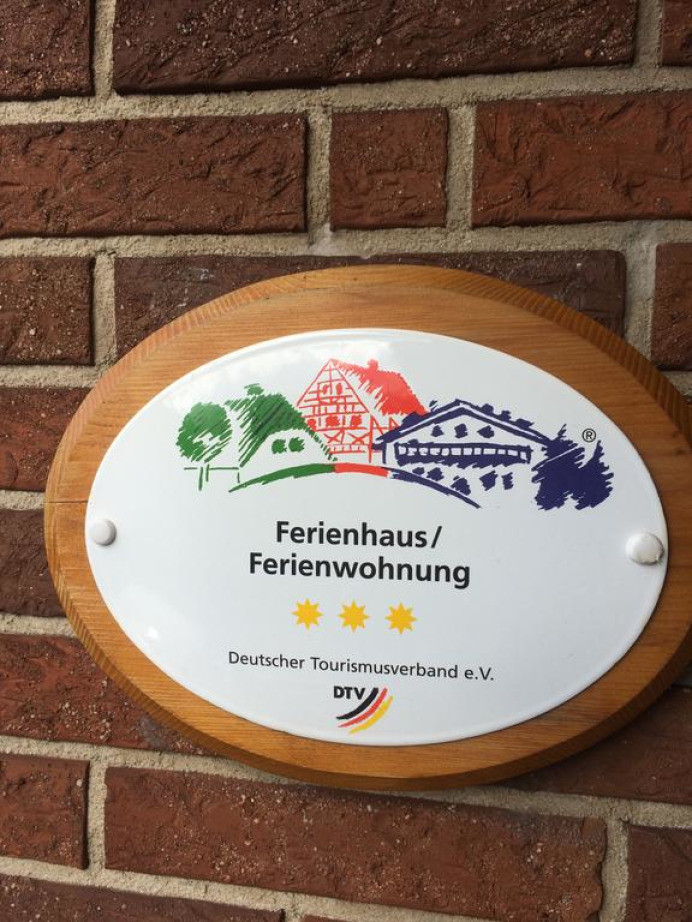 ®
Ferienhaus/
Ferienwohnung
Deutscher Tourismusverband e.V.
DTV